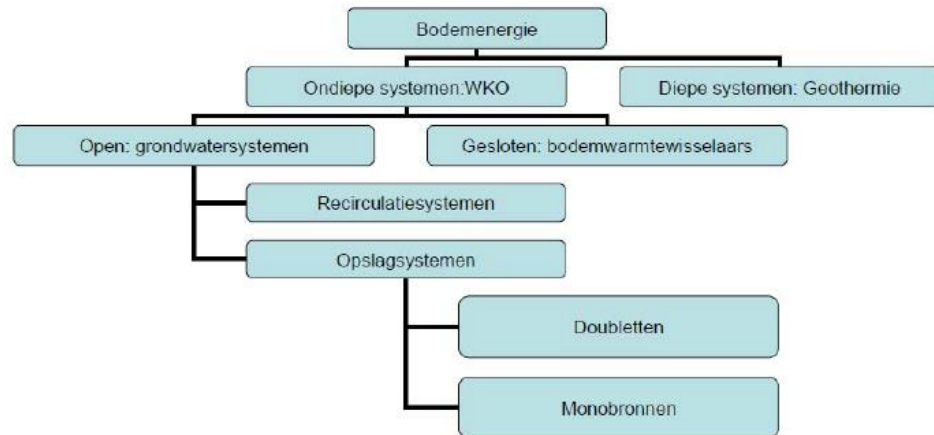 Bodemenergie
Ondiepe systemen:WKO
Diepe systemen: Geothermie
Open: grondwatersystemen
Gesloten: bodemwarmtewisselaars
Recirculatiesystemen
Opslagsystemen
Doubletten
Monobronnen